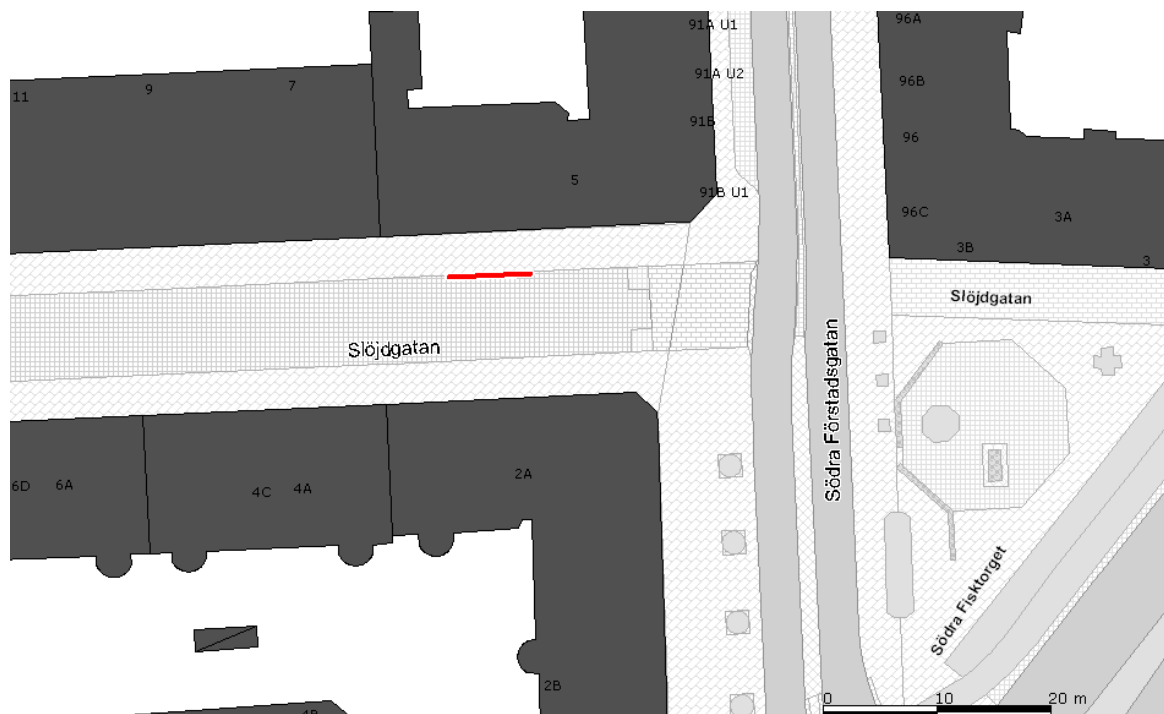 96A
91A U1
91A U2
96B
9
7
11
91B
96
5
91B U1
96C
3A
3B
3
Slöjdgatan
Slöjdgatan
Södra Förstadsgatan
2A
6D
6A
4C
4A
Södra Fisktorget
2B
0
10
20 m